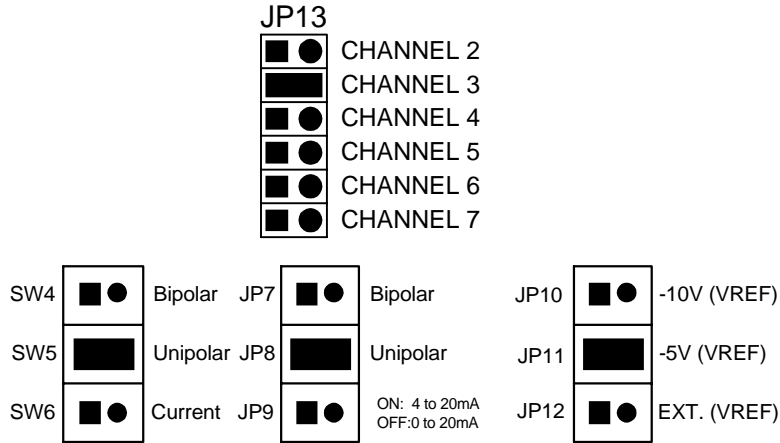 JP13
CHANNEL 2
CHANNEL 3
CHANNEL 4
CHANNEL 5
CHANNEL 6
CHANNEL 7
SW4 Bipolar JP7 Bipolar JP10 -10V (VREF)
SW5 Unipolar JP8 Unipolar JP11 -5V (VREF)
SW6 Current JP9 ON: 4 to 20mA JP12 EXT. (VREF)
OFF:0 to 20mA